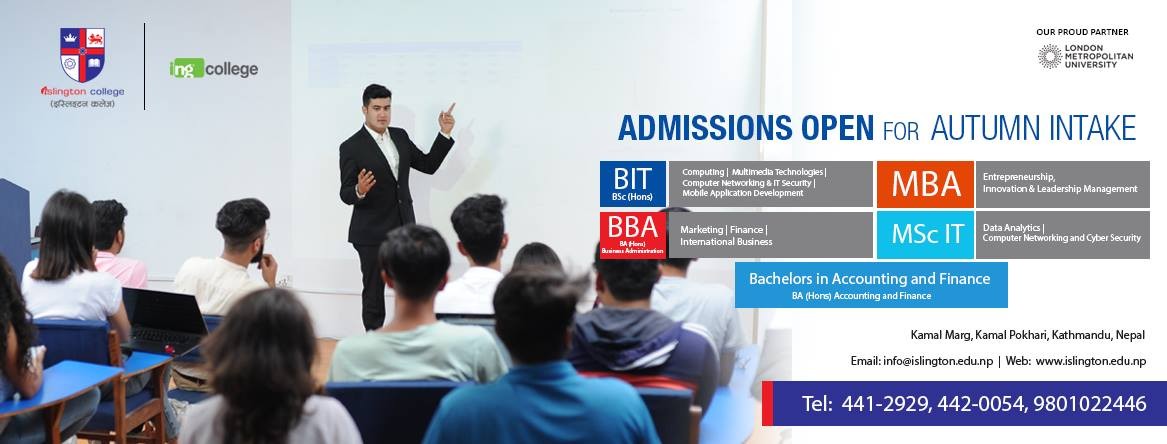 islington college
(इस्लिङ्टन कलेज)
ing college
OUR PROUD PARTNER
LONDON
METROPOLITAN
UNIVERSITY
ADMISSIONS OPEN FOR AUTUMN INTAKE
BIT
BSc (Hons)
Computing | Multimedia Technologies |
Computer Networking & IT Security |
Mobile Application Development
MBA
Entrepreneurship,
Innovation & Leadership Management
BBA
BA (Hons)
Business Administration
Marketing | Finance |
International Business
MSc IT
Data Analytics |
Computer Networking and Cyber Security
Bachelors in Accounting and Finance
BA (Hons) Accounting and Finance
Kamal Marg, Kamal Pokhari, Kathmandu, Nepal
Email: info@islington.edu.np | Web: www.islington.edu.np
Tel: 441-2929, 442-0054, 9801022446